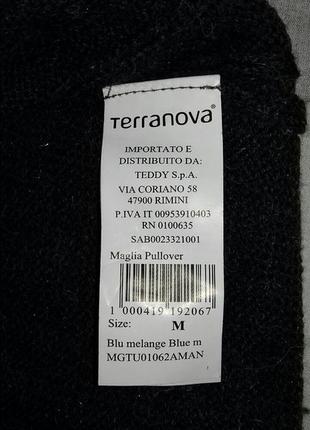 Terranova®
IMPORTATO E
DISTRIBUITO DA:
TEDDY S.p.A.
VIA CORIANO 58
47900 RIMINI
P.IVA IT 00953910403
RN 0100635
SAB0023321001
Maglia Pullover
1 000419 192067
Size: M
Blu melange Blue m
MGTU01062AMAN